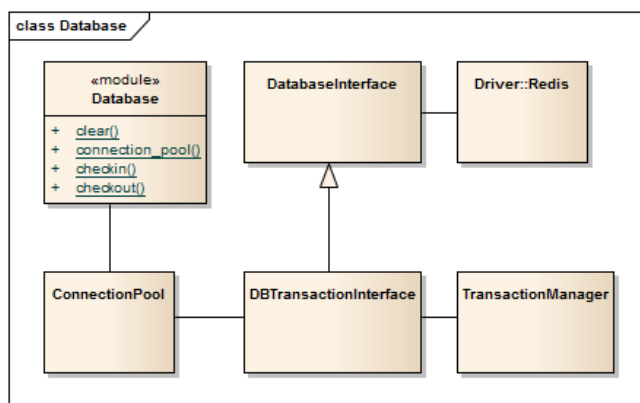 class Database
«module»
Database
+ clear()
+ connection_pool()
+ checkin()
+ checkout()
DatabaseInterface
Driver::Redis
ConnectionPool
DBTransactionInterface
TransactionManager